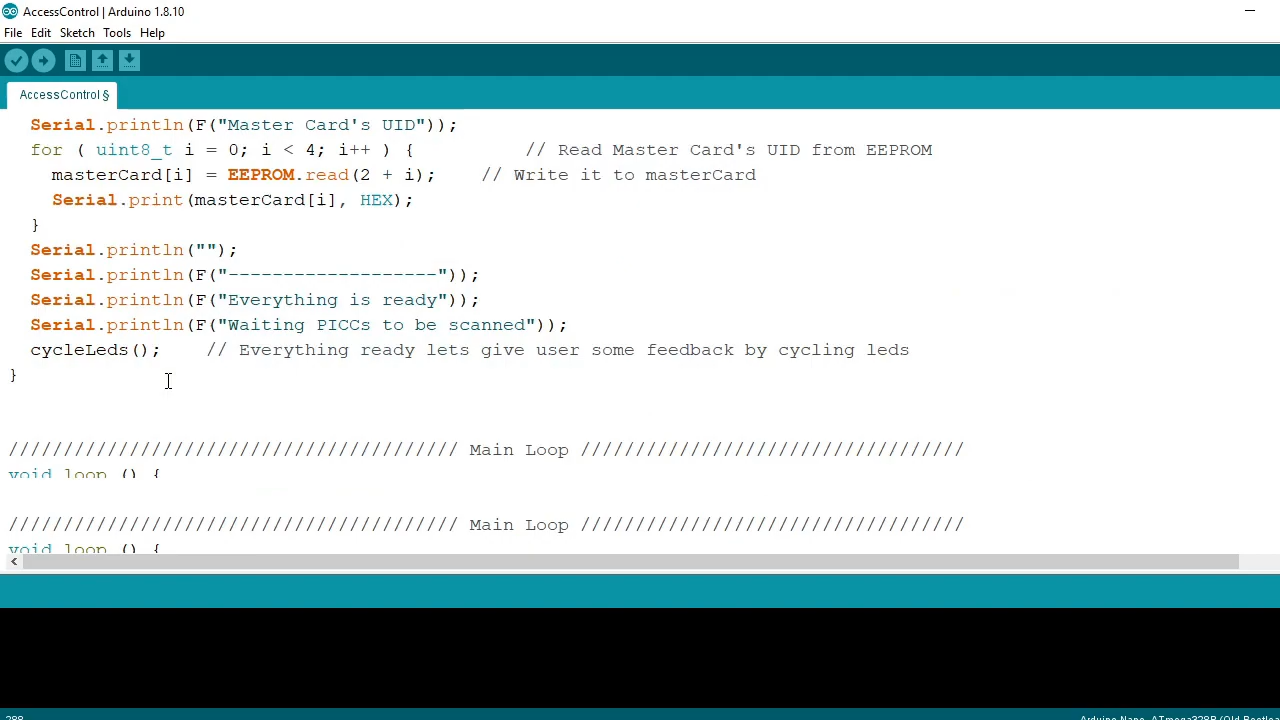 AccessControl | Arduino 1.8.10
File Edit Sketch Tools Help
AccessControl §
Serial.println(F("Master Card's UID"));
for ( uint8_t i = 0; i < 4; i++ ) { // Read Master Card's UID from EEPROM
masterCard[i] = EEPROM.read(2 + i); // Write it to masterCard
Serial.print(masterCard[i], HEX);
}
Serial.println("");
Serial.println(F("-------------------"));
Serial.println(F("Everything is ready"));
Serial.println(F("Waiting PICCs to be scanned"));
cycleLeds(); // Everything ready lets give user some feedback by cycling leds
}
///////////////////////////////////////// Main Loop ///////////////////////////////////
void loop () {
///////////////////////////////////////// Main Loop ///////////////////////////////////
void loop () {
288 Arduino Nano, ATmega328P (Old Bootloa